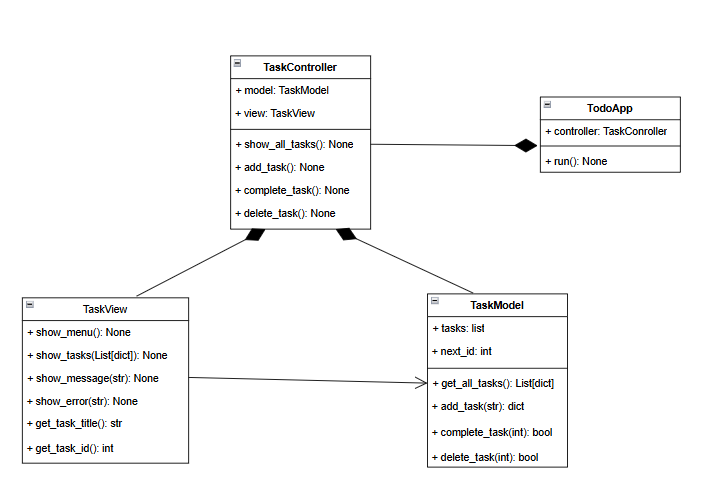 TaskController
+ model: TaskModel
+ view: TaskView
+ show_all_tasks(): None
+ add_task(): None
+ complete_task(): None
+ delete_task(): None
TodoApp
+ controller: TaskConroller
+ run(): None
TaskView
+ show_menu(): None
+ show_tasks(List[dict]): None
+ show_message(str): None
+ show_error(str): None
+ get_task_title(): str
+ get_task_id(): int
TaskModel
+ tasks: list
+ next_id: int
+ get_all_tasks(): List[dict]
+ add_task(str): dict
+ complete_task(int): bool
+ delete_task(int): bool